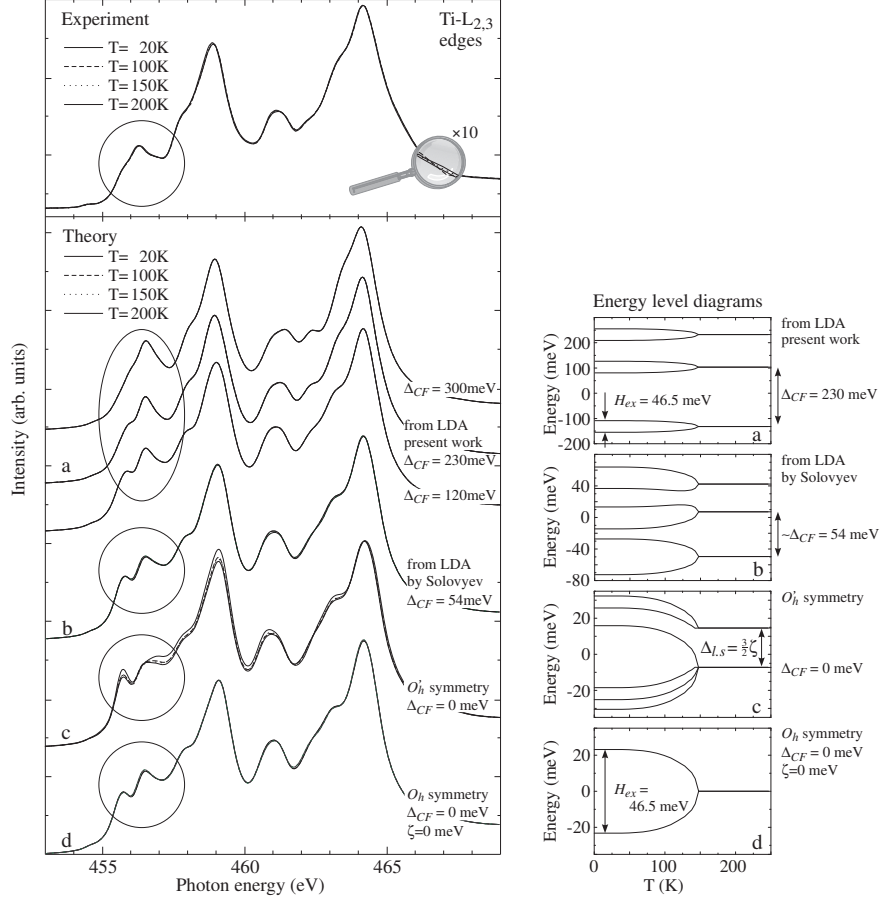 Experiment
T= 20K
T=100K
T=150K
T=200K
Ti-L2,3
edges
×10
Theory
T= 20K
T=100K
T=150K
T=200K
ΔCF = 300meV
from LDA
present work
ΔCF = 230meV
a
ΔCF = 120meV
from LDA
by Solovyev
ΔCF = 54meV
b
O'h symmetry
ΔCF = 0 meV
c
Oh symmetry
ΔCF = 0 meV
ζ=0 meV
d
455
460
465
Photon energy (eV)
Intensity (arb. units)
Energy level diagrams
Energy (meV)
200
100
0
-100
-200
Hex = 46.5 meV
a
from LDA
present work
ΔCF = 230 meV
Energy (meV)
40
0
-40
-80
b
from LDA
by Solovyev
~ΔCF = 54 meV
Energy (meV)
20
0
-20
Δl.s = 3/2 ζ
c
O'h symmetry
ΔCF = 0 meV
Energy (meV)
20
0
-20
Hex =
46.5 meV
d
Oh symmetry
ΔCF = 0 meV
ζ=0 meV
0
100
200
T (K)